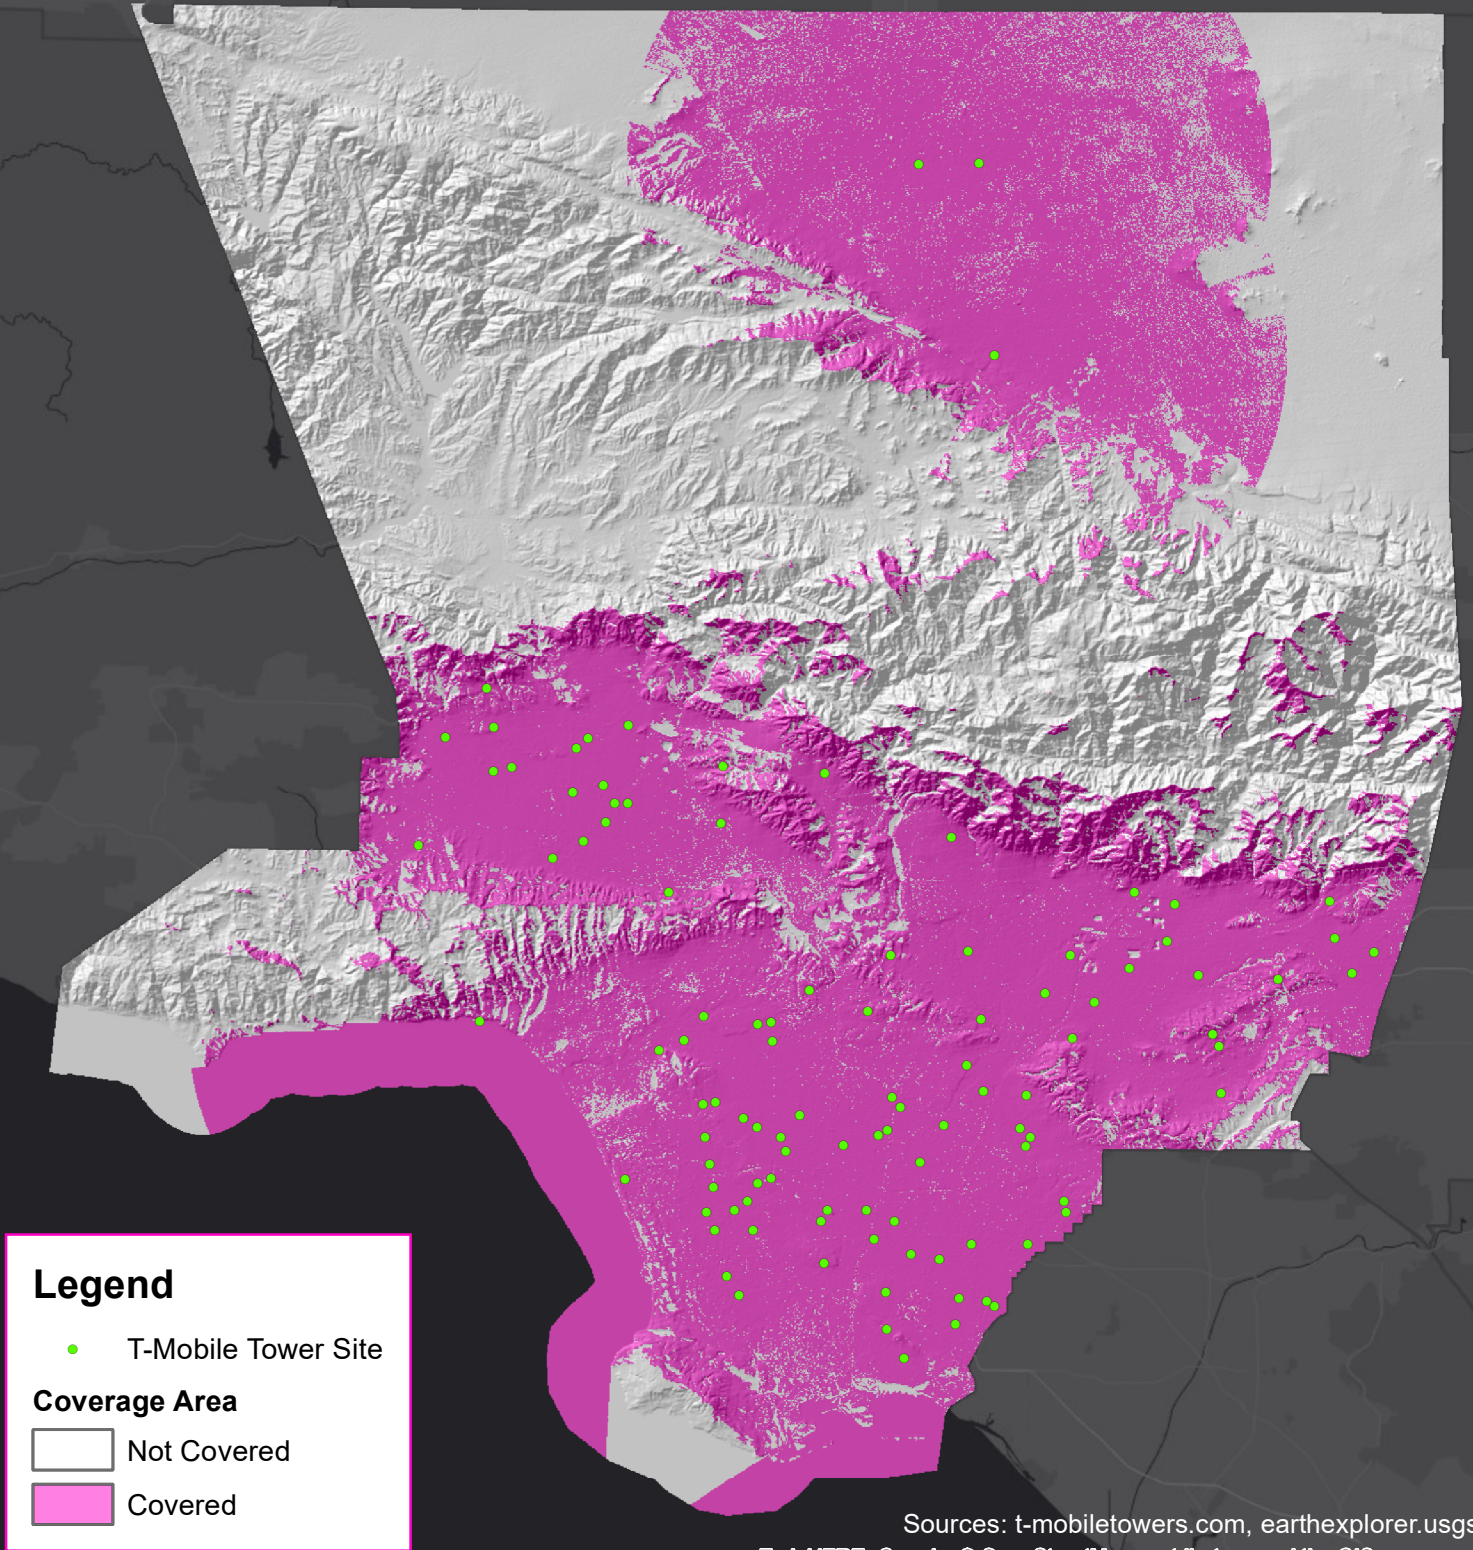 Legend
T-Mobile Tower Site
Coverage Area
Not Covered
Covered
Sources: t-mobiletowers.com, earthexplorer.usgs